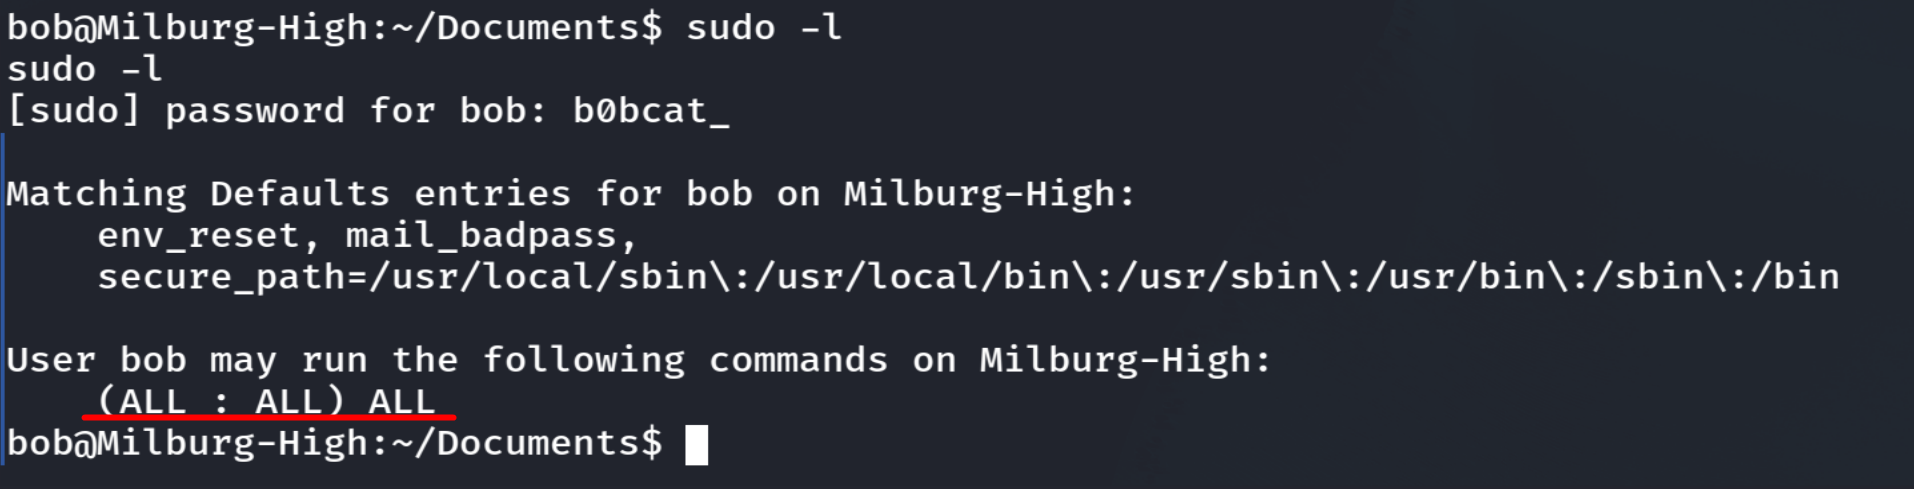 bob@Milburg-High:~/Documents$ sudo -l
sudo -l
[sudo] password for bob: b0bcat_

Matching Defaults entries for bob on Milburg-High:
    env_reset, mail_badpass,
    secure_path=/usr/local/sbin\:/usr/local/bin\:/usr/sbin\:/usr/bin\:/sbin\:/bin

User bob may run the following commands on Milburg-High:
    (ALL : ALL) ALL
bob@Milburg-High:~/Documents$